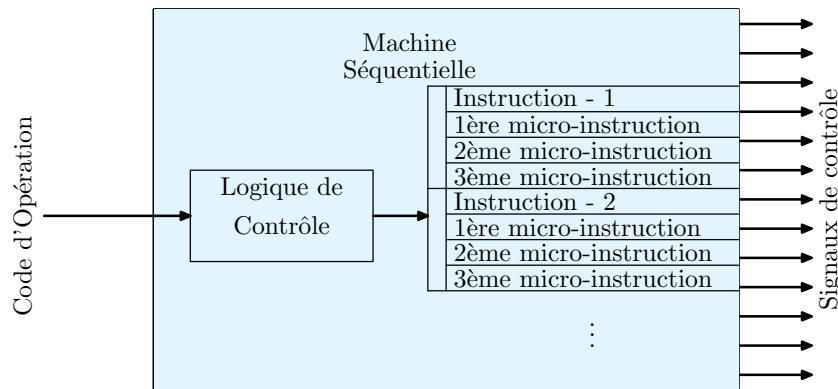 Machine
Séquentielle
Instruction - 1
1ère micro-instruction
2ème micro-instruction
3ème micro-instruction
Instruction - 2
1ère micro-instruction
2ème micro-instruction
3ème micro-instruction
⋮
Logique de
Contrôle
Code d'Opération
Signaux de contrôle